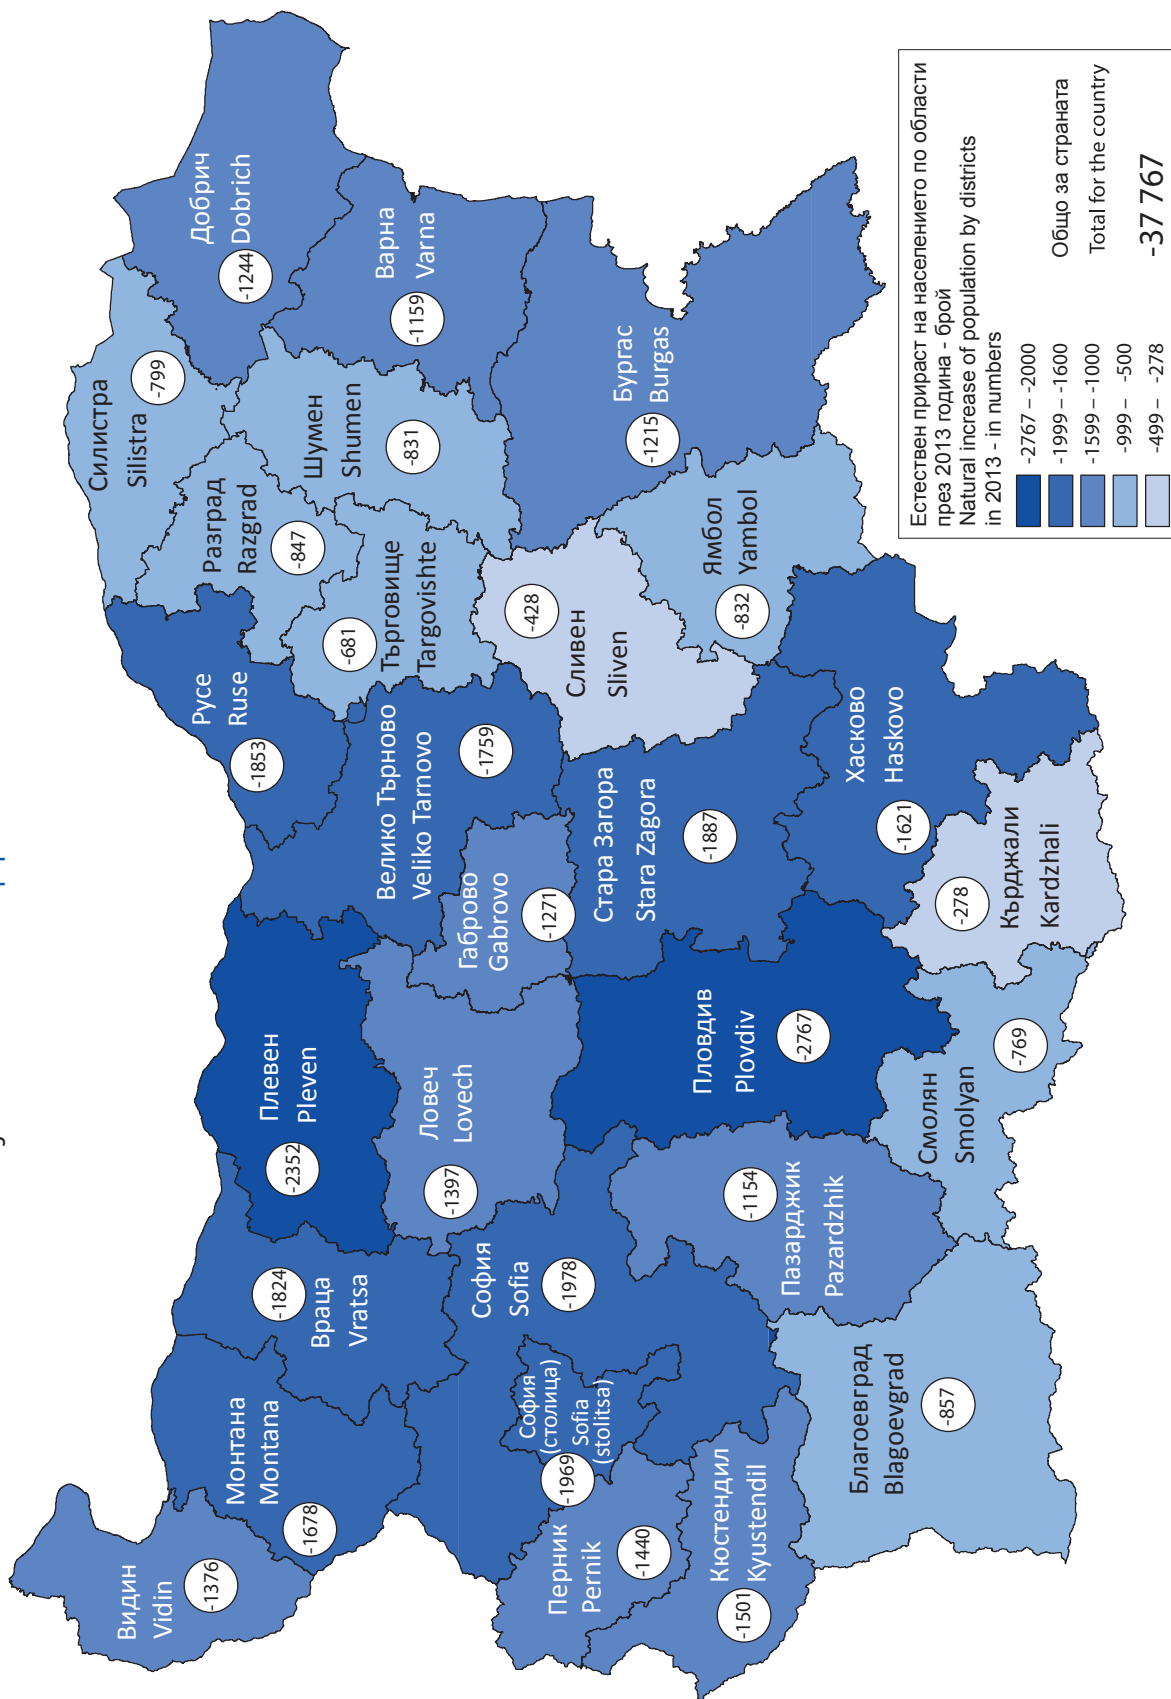 Видин
Vidin
-1376
Монтана
Montana
-1678
Враца
Vratsa
-1824
Плевен
Pleven
-2352
Ловеч
Lovech
-1397
Русе
Ruse
-1853
Велико Търново
Veliko Tarnovo
-1759
Габрово
Gabrovo
-1271
Силистра
Silistra
-799
Разград
Razgrad
-847
Търговище
Targovishte
-681
Шумен
Shumen
-831
Добрич
Dobrich
-1244
Варна
Varna
-1159
Бургас
Burgas
-1215
Сливен
Sliven
-428
Ямбол
Yambol
-832
Стара Загора
Stara Zagora
-1887
Хасково
Haskovo
-1621
Кърджали
Kardzhali
-278
Пловдив
Plovdiv
-2767
Смолян
Smolyan
-769
Пазарджик
Pazardzhik
-1154
София
Sofia
-1978
София
(столица)
Sofia
(stolitsa)
-1969
Перник
Pernik
-1440
Кюстендил
Kyustendil
-1501
Благоевград
Blagoevgrad
-857
Естествен прираст на населението по области
през 2013 година - брой
Natural increase of population by districts
in 2013 - in numbers
-2767 – -2000
-1999 – -1600
-1599 – -1000
-999 – -500
-499 – -278
Общо за страната
Total for the country
-37 767